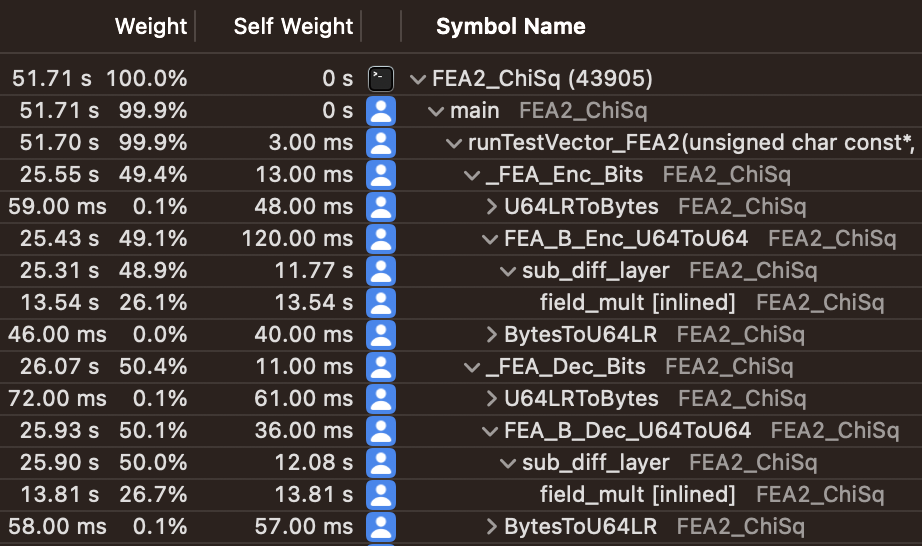 Weight Self Weight Symbol Name
51.71 s 100.0% 0 s FEA2_ChiSq (43905)
51.71 s 99.9% 0 s main FEA2_ChiSq
51.70 s 99.9% 3.00 ms runTestVector_FEA2(unsigned char const*,
25.55 s 49.4% 13.00 ms _FEA_Enc_Bits FEA2_ChiSq
59.00 ms 0.1% 48.00 ms U64LRToBytes FEA2_ChiSq
25.43 s 49.1% 120.00 ms FEA_B_Enc_U64ToU64 FEA2_ChiSq
25.31 s 48.9% 11.77 s sub_diff_layer FEA2_ChiSq
13.54 s 26.1% 13.54 s field_mult [inlined] FEA2_ChiSq
46.00 ms 0.0% 40.00 ms BytesToU64LR FEA2_ChiSq
26.07 s 50.4% 11.00 ms _FEA_Dec_Bits FEA2_ChiSq
72.00 ms 0.1% 61.00 ms U64LRToBytes FEA2_ChiSq
25.93 s 50.1% 36.00 ms FEA_B_Dec_U64ToU64 FEA2_ChiSq
25.90 s 50.0% 12.08 s sub_diff_layer FEA2_ChiSq
13.81 s 26.7% 13.81 s field_mult [inlined] FEA2_ChiSq
58.00 ms 0.1% 57.00 ms BytesToU64LR FEA2_ChiSq